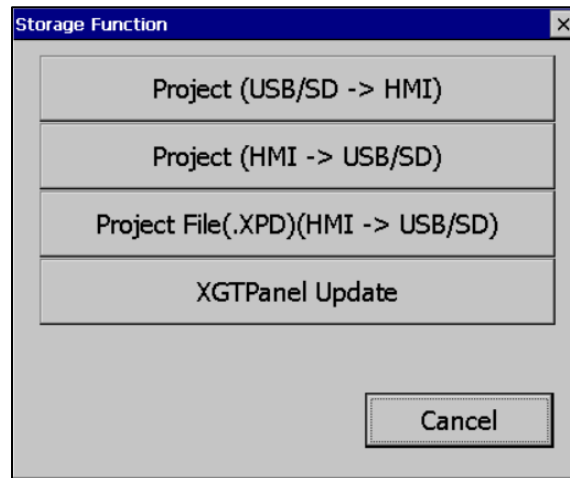 Storage Function
Project (USB/SD -> HMI)
Project (HMI -> USB/SD)
Project File(.XPD)(HMI -> USB/SD)
XGTPanel Update
Cancel